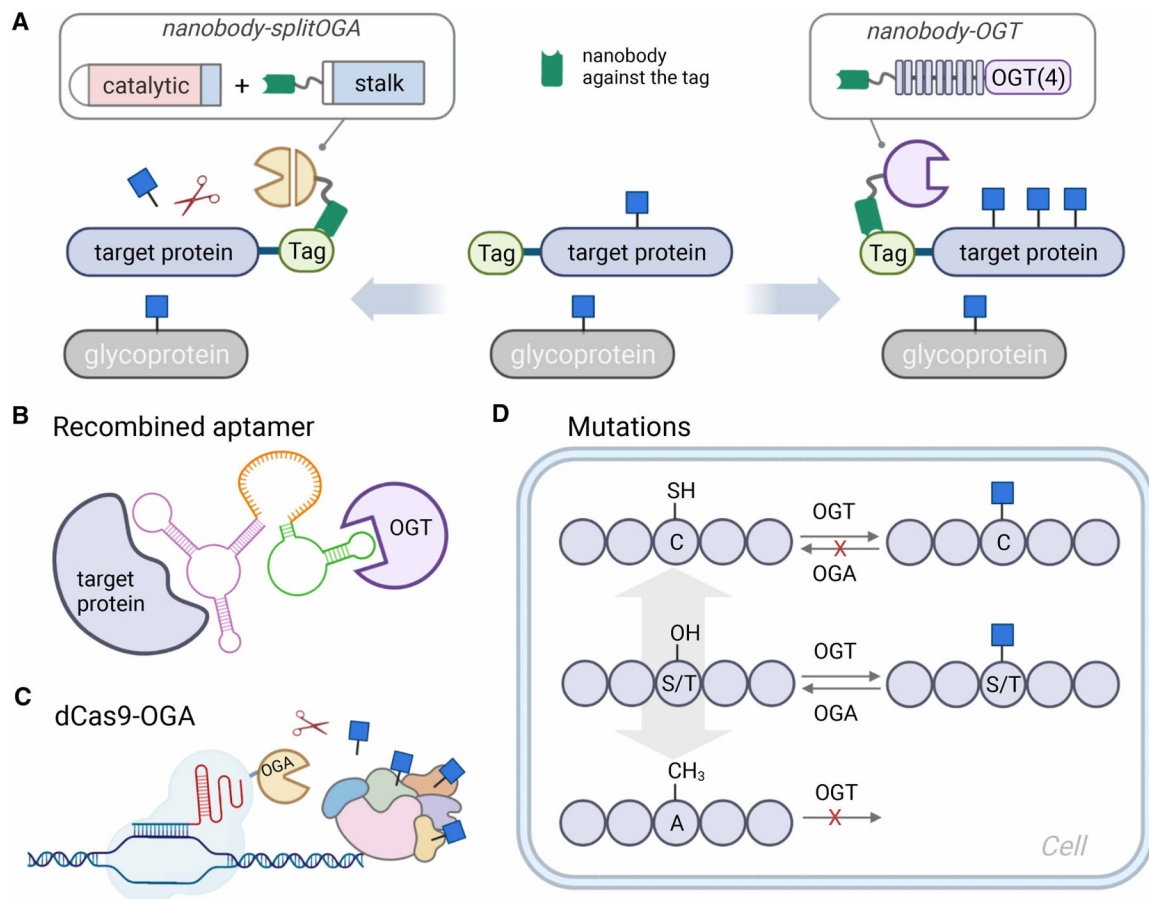 A
nanobody-splitOGA
catalytic + stalk
nanobody
against the tag
nanobody-OGT
OGT(4)
target protein Tag
Tag target protein
Tag target protein
glycoprotein
glycoprotein
glycoprotein
B
Recombined aptamer
target
protein
OGT
C
dCas9-OGA
OGA
D
Mutations
SH
C
OGT
X
OGA
C
OH
S/T
OGT
OGA
S/T
CH₃
A
OGT
X
Cell